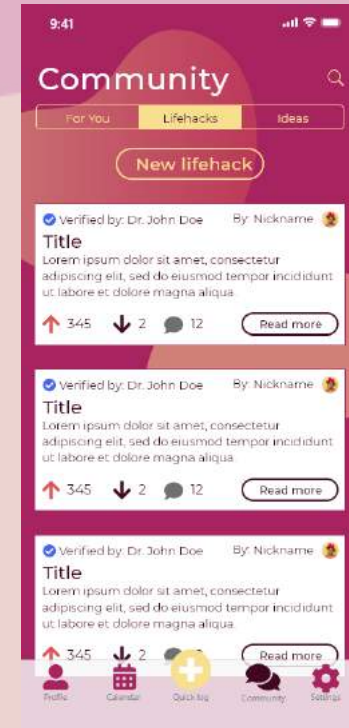 9:41
Community
For You Lifehacks Ideas
New lifehack
Verified by: Dr. John Doe By: Nickname
Title
Lorem ipsum dolor sit amet, consectetur
adipiscing elit, sed do eiusmod tempor incididunt
ut labore et dolore magna aliqua.
345 2 12 Read more
Verified by: Dr. John Doe By: Nickname
Title
Lorem ipsum dolor sit amet, consectetur
adipiscing elit, sed do eiusmod tempor incididunt
ut labore et dolore magna aliqua.
345 2 12 Read more
Verified by: Dr. John Doe By: Nickname
Title
Lorem ipsum dolor sit amet, consectetur
adipiscing elit, sed do eiusmod tempor incididunt
ut labore et dolore magna aliqua.
345 2 Read more
Profile Calendar Quick log Community Settings